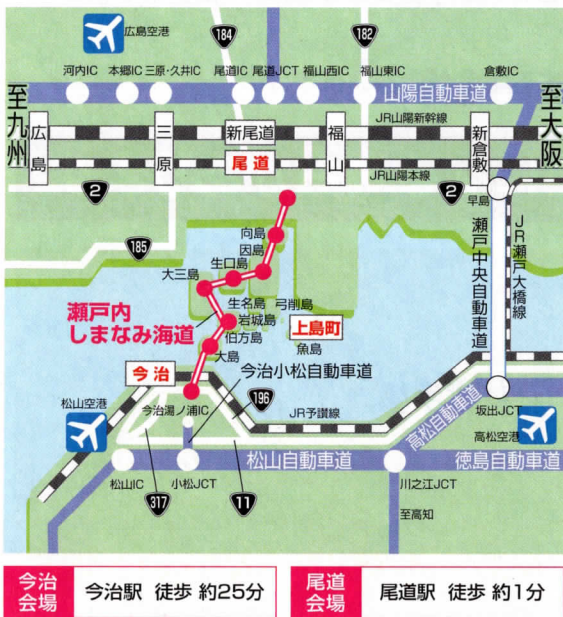 広島空港
184
182
河内IC
本郷IC
三原・久井IC
尾道IC
尾道JCT
福山西IC
福山東IC
倉敷IC
山陽自動車道
至九州
至大阪
JR山陽新幹線
広島
三原
新尾道
福山
新倉敷
尾道
JR山陽本線
2
2
早島
185
向島
因島
生口島
大三島
瀬戸中央自動車道
JR瀬戸大橋線
瀬戸内
しまなみ海道
生名島
弓削島
岩城島
上島町
伯方島
魚島
大島
今治
今治小松自動車道
松山空港
今治湯ノ浦IC
196
JR予讃線
高松自動車道
坂出JCT
高松空港
松山自動車道
徳島自動車道
松山IC
小松JCT
川之江JCT
317
11
至高知
今治
会場
今治駅 徒歩 約25分
尾道
会場
尾道駅 徒歩 約1分